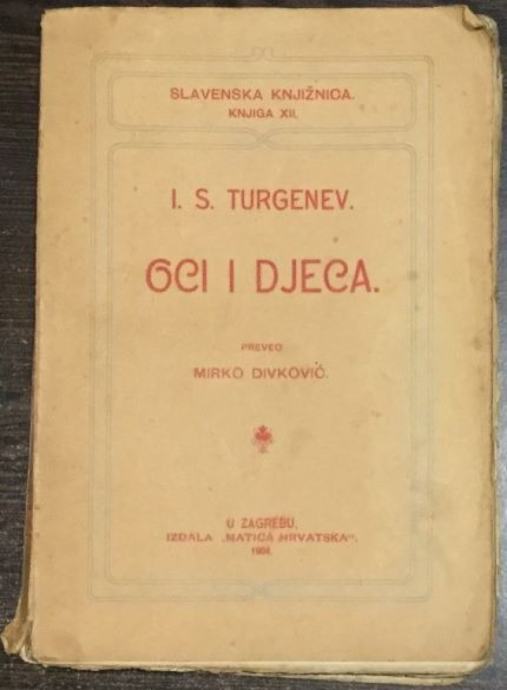 SLAVENSKA KNJIŽNICA.
KNJIGA XII.
I. S. TURGENEV.
OCI I DJECA.
PREVEO
MIRKO DIVKOVIĆ.
U ZAGREBU,
IZDALA „MATICA HRVATSKA“.